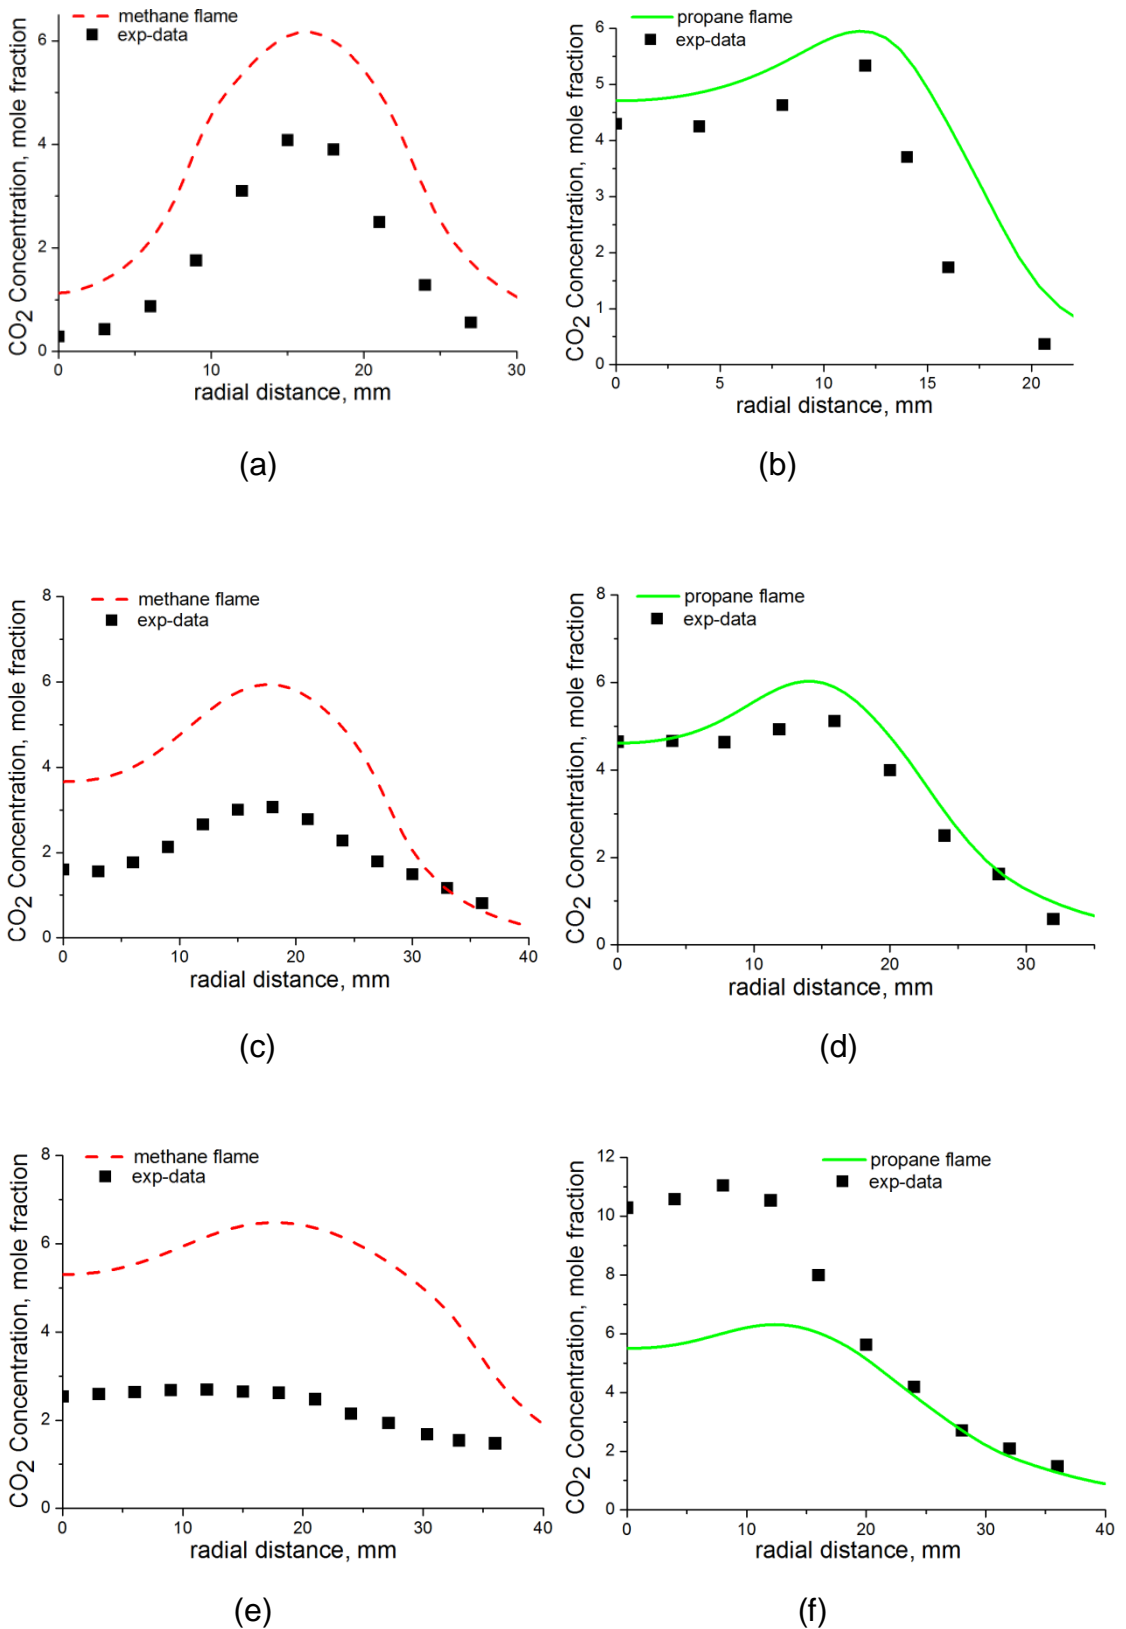 methane flame
exp-data
CO2 Concentration, mole fraction
6
4
2
0
0 10 20 30
radial distance, mm
(a)
propane flame
exp-data
CO2 Concentration, mole fraction
6
5
4
3
2
1
0
0 5 10 15 20
radial distance, mm
(b)
methane flame
exp-data
CO2 Concentration, mole fraction
8
6
4
2
0
0 10 20 30 40
radial distance, mm
(c)
propane flame
exp-data
CO2 Concentration, mole fraction
8
6
4
2
0
0 10 20 30
radial distance, mm
(d)
methane flame
exp-data
CO2 Concentration, mole fraction
8
6
4
2
0
0 10 20 30 40
radial distance, mm
(e)
propane flame
exp-data
CO2 Concentration, mole fraction
12
10
8
6
4
2
0
0 10 20 30 40
radial distance, mm
(f)